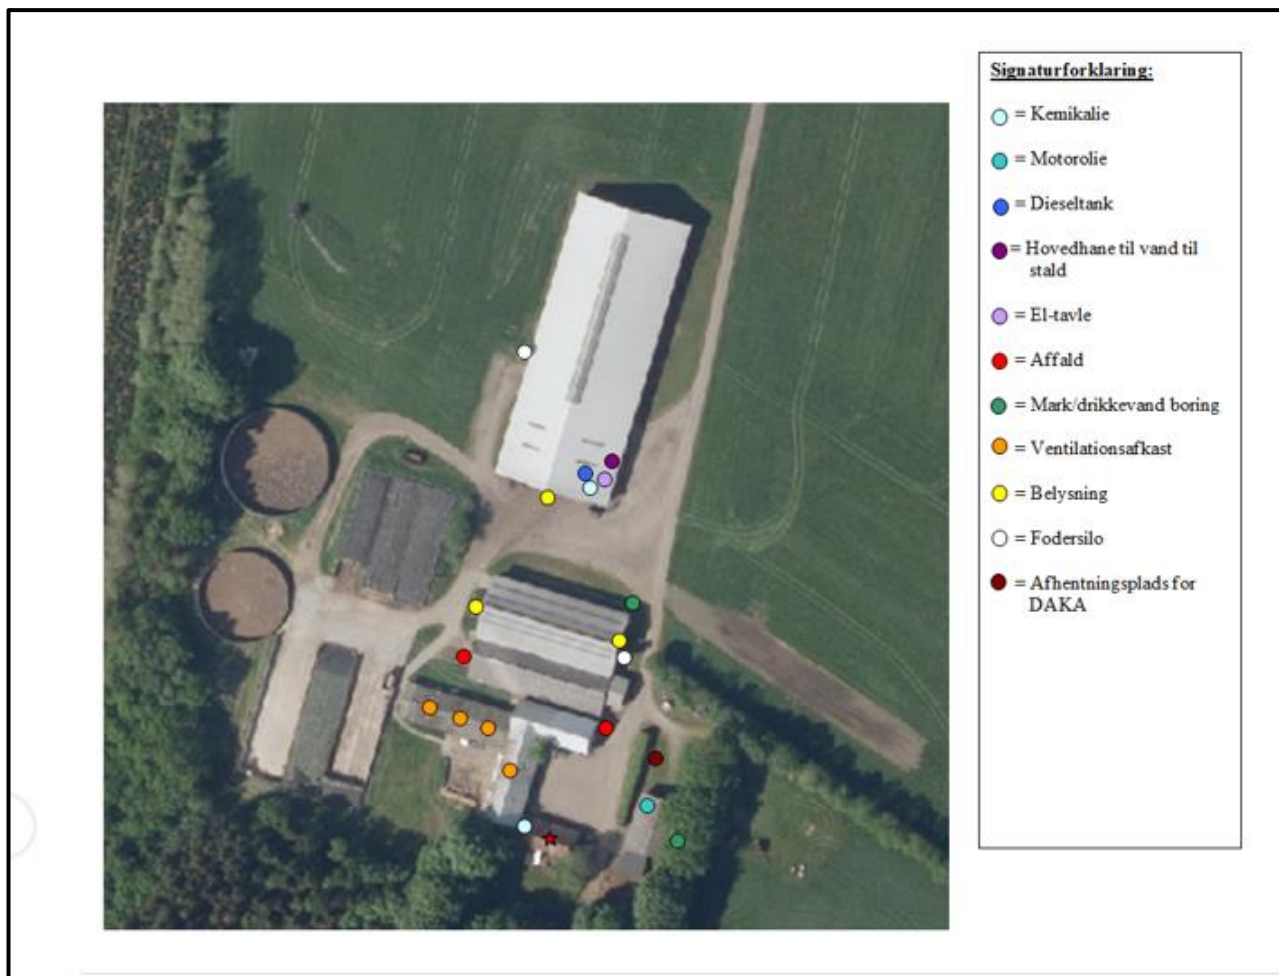 Signaturforklaring:
= Kemikalie
= Motorolie
= Dieseltank
= Hovedhane til vand til
stald
= El-tavle
= Affald
= Mark/drikkevand boring
= Ventilationsafkast
= Belysning
= Fodersilo
= Afhentningsplads for
DAKA